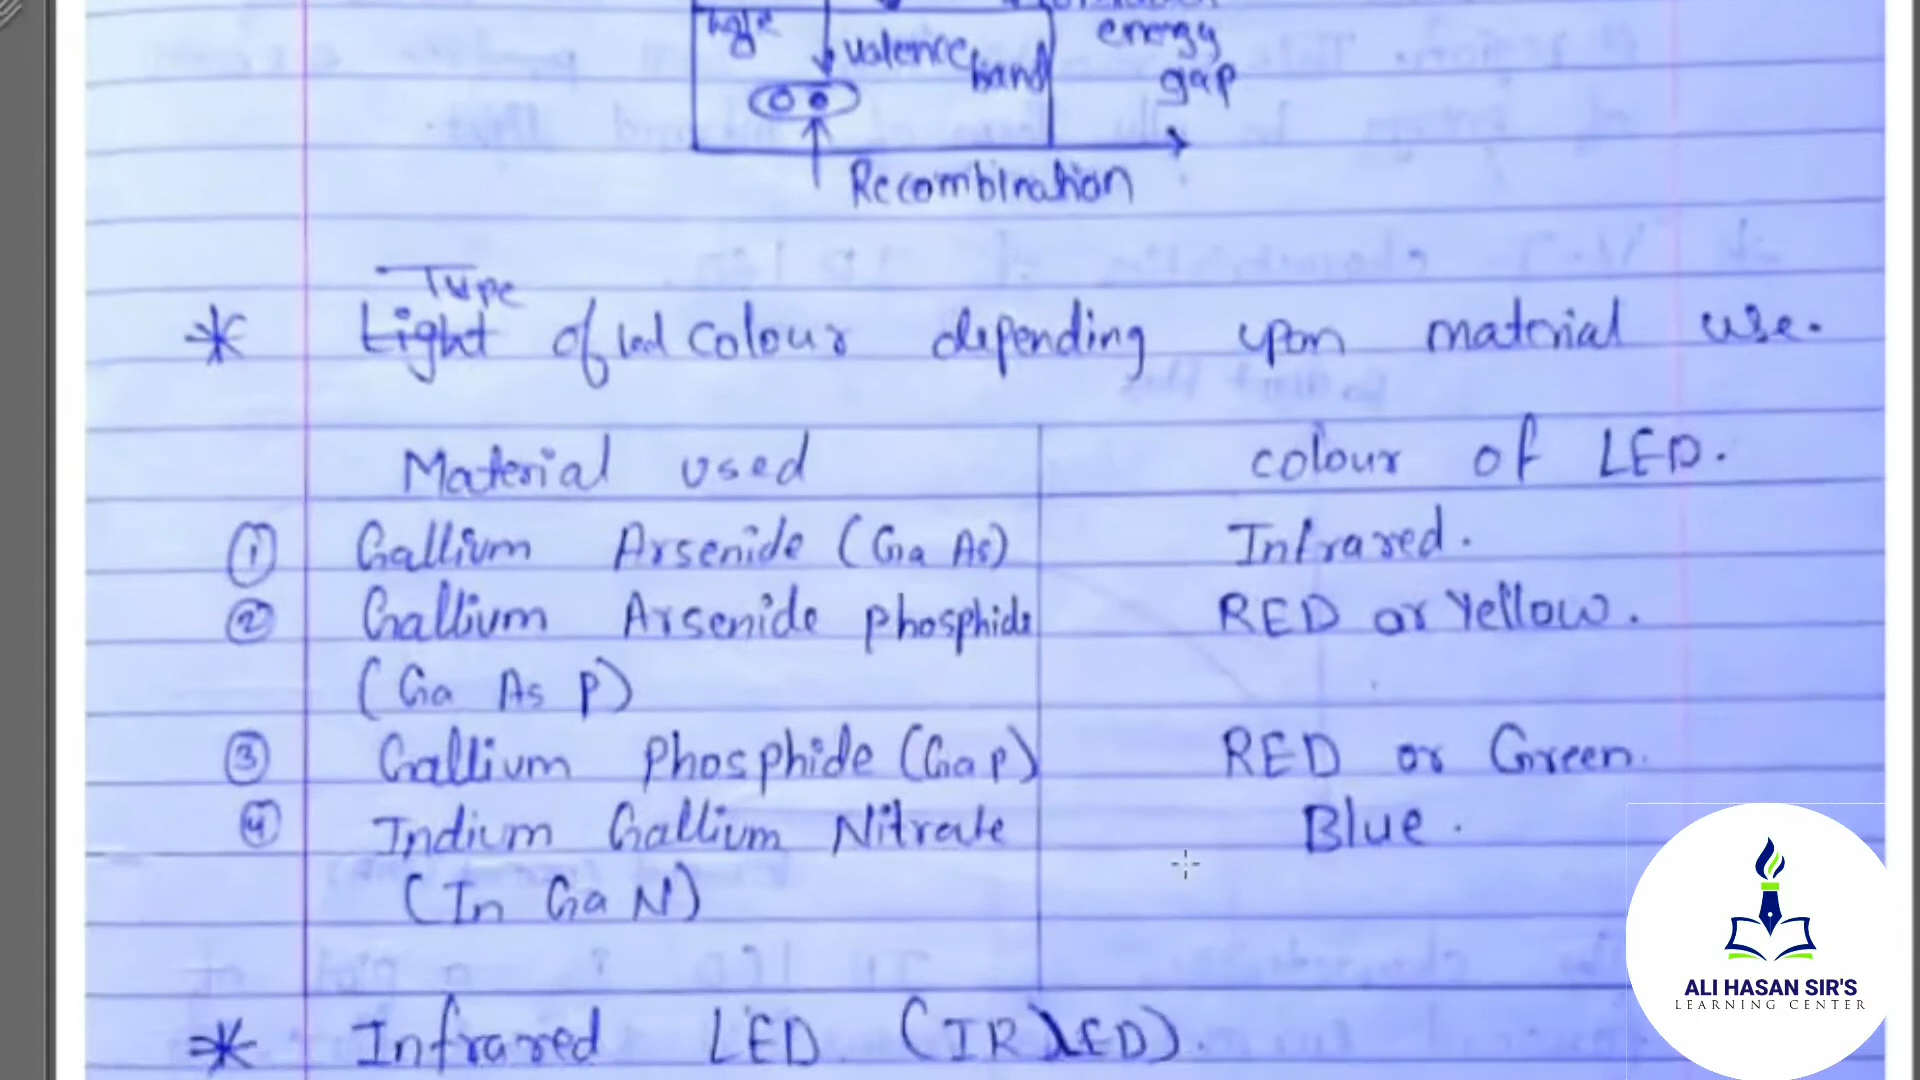 hole
valence band
energy
gap
Recombination
Type
* Light of led colour depending upon material use.
Material used colour of LED.
① Gallium Arsenide (Ga As) Infrared.
② Gallium Arsenide phosphide RED or Yellow.
(Ga As P)
③ Gallium Phosphide (Ga P) RED or Green.
④ Indium Gallium Nitrate Blue.
(In Ga N)
* Infrared LED (IR LED).
ALI HASAN SIR'S
LEARNING CENTER